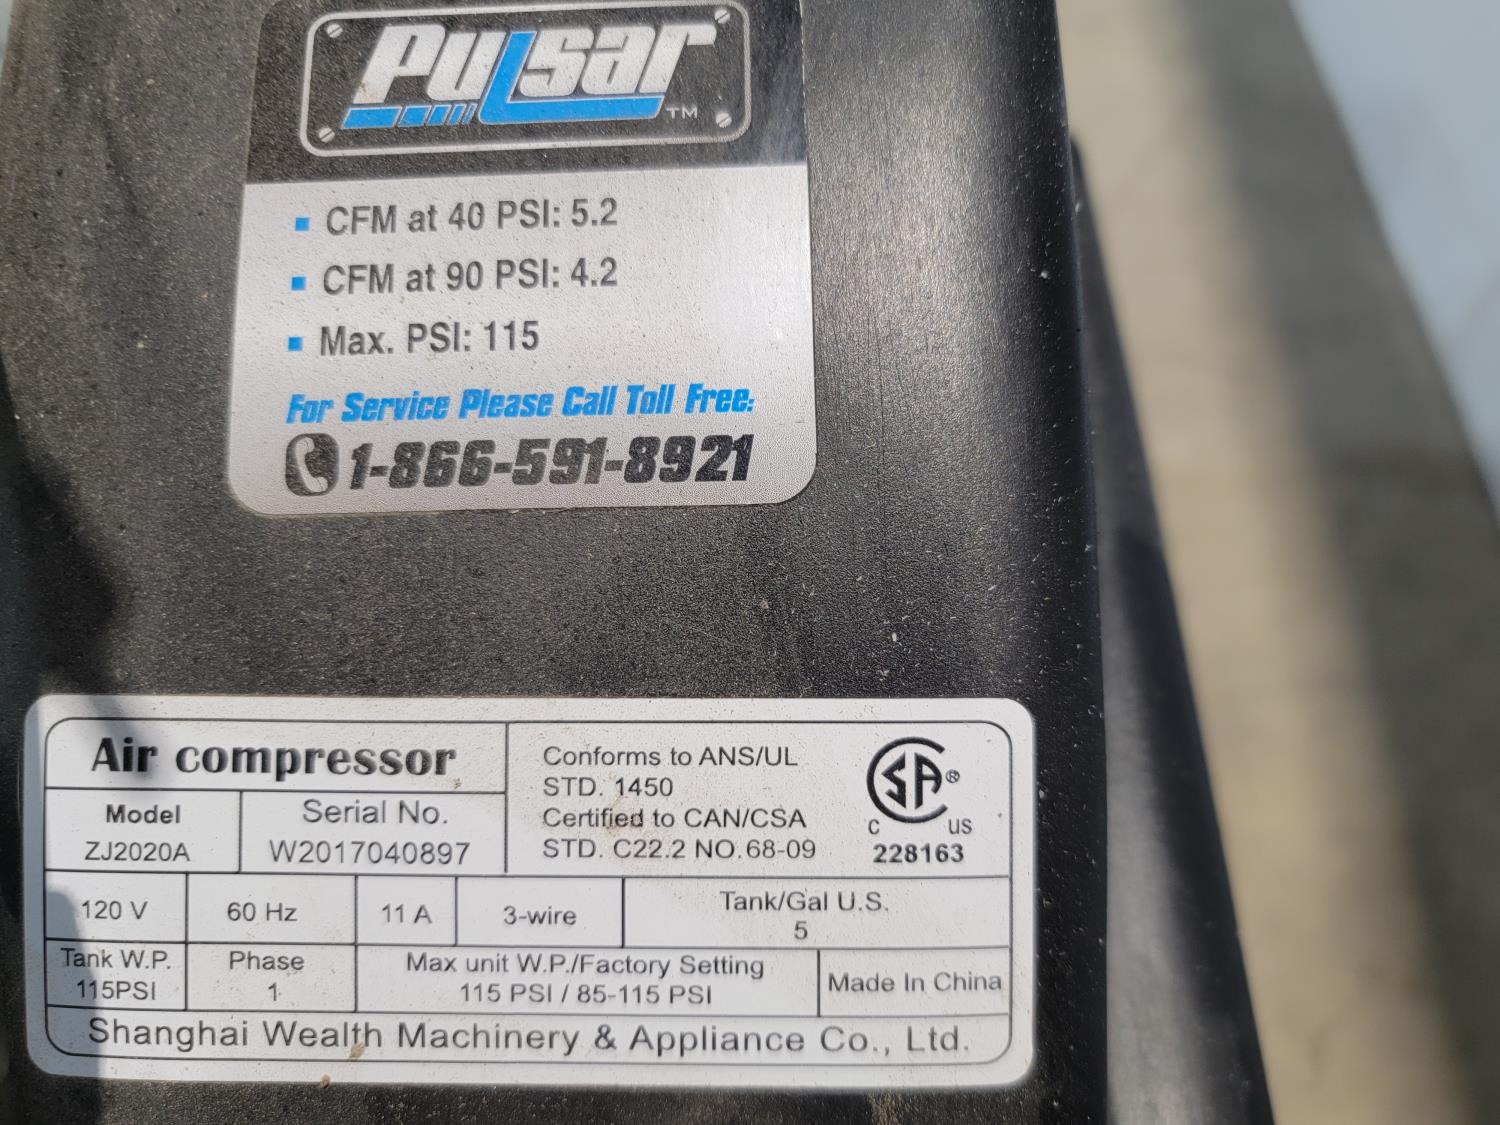 Pulsar TM
CFM at 40 PSI: 5.2
CFM at 90 PSI: 4.2
Max. PSI: 115
For Service Please Call Toll Free:
1-866-591-8921
Air compressor
Model
ZJ2020A
Serial No.
W2017040897
Conforms to ANS/UL
STD. 1450
Certified to CAN/CSA
STD. C22.2 NO.68-09
SA®
C US
228163
120 V
60 Hz
11 A
3-wire
Tank/Gal U.S.
5
Tank W.P.
115PSI
Phase
1
Max unit W.P./Factory Setting
115 PSI / 85-115 PSI
Made In China
Shanghai Wealth Machinery & Appliance Co., Ltd.